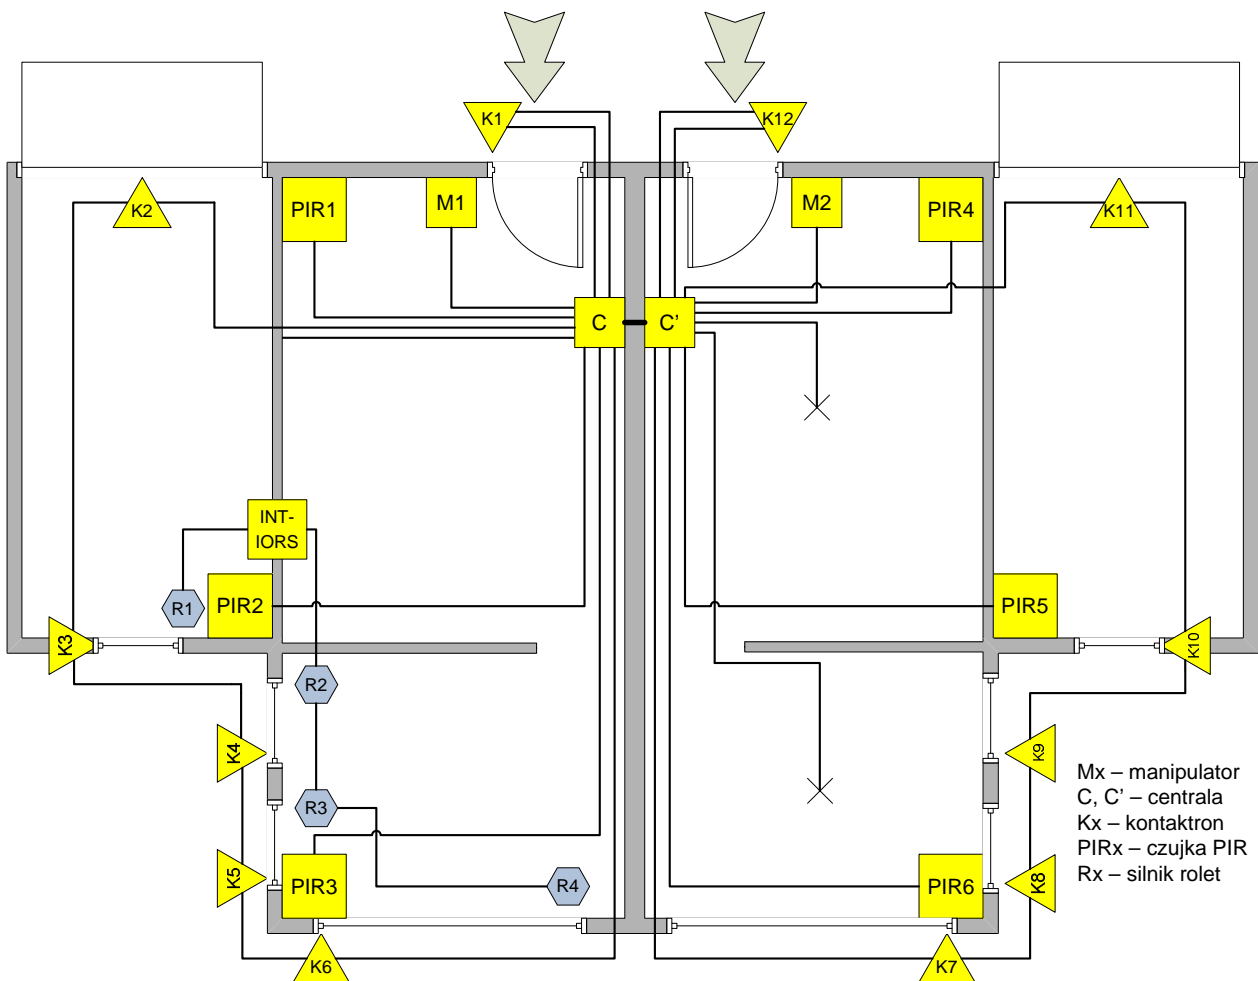 K1
K12
K2
PIR1
M1
M2
PIR4
K11
C
C’
INT-
IORS
R1
PIR2
PIR5
K3
K10
R2
K4
K9
Mx – manipulator
C, C’ – centrala
Kx – kontaktron
PIRx – czujka PIR
Rx – silnik rolet
R3
K5
PIR3
R4
PIR6
K8
K6
K7